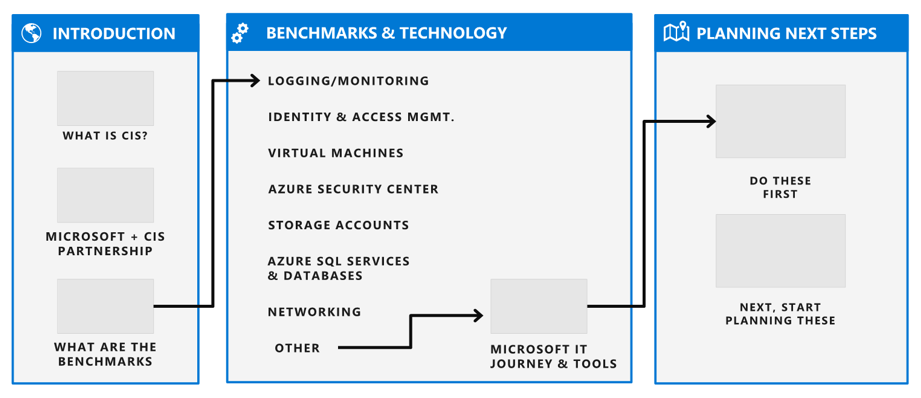 INTRODUCTION
WHAT IS CIS?
MICROSOFT + CIS
PARTNERSHIP
WHAT ARE THE
BENCHMARKS
BENCHMARKS & TECHNOLOGY
LOGGING/MONITORING
IDENTITY & ACCESS MGMT.
VIRTUAL MACHINES
AZURE SECURITY CENTER
STORAGE ACCOUNTS
AZURE SQL SERVICES
& DATABASES
NETWORKING
OTHER
MICROSOFT IT
JOURNEY & TOOLS
PLANNING NEXT STEPS
DO THESE
FIRST
NEXT, START
PLANNING THESE